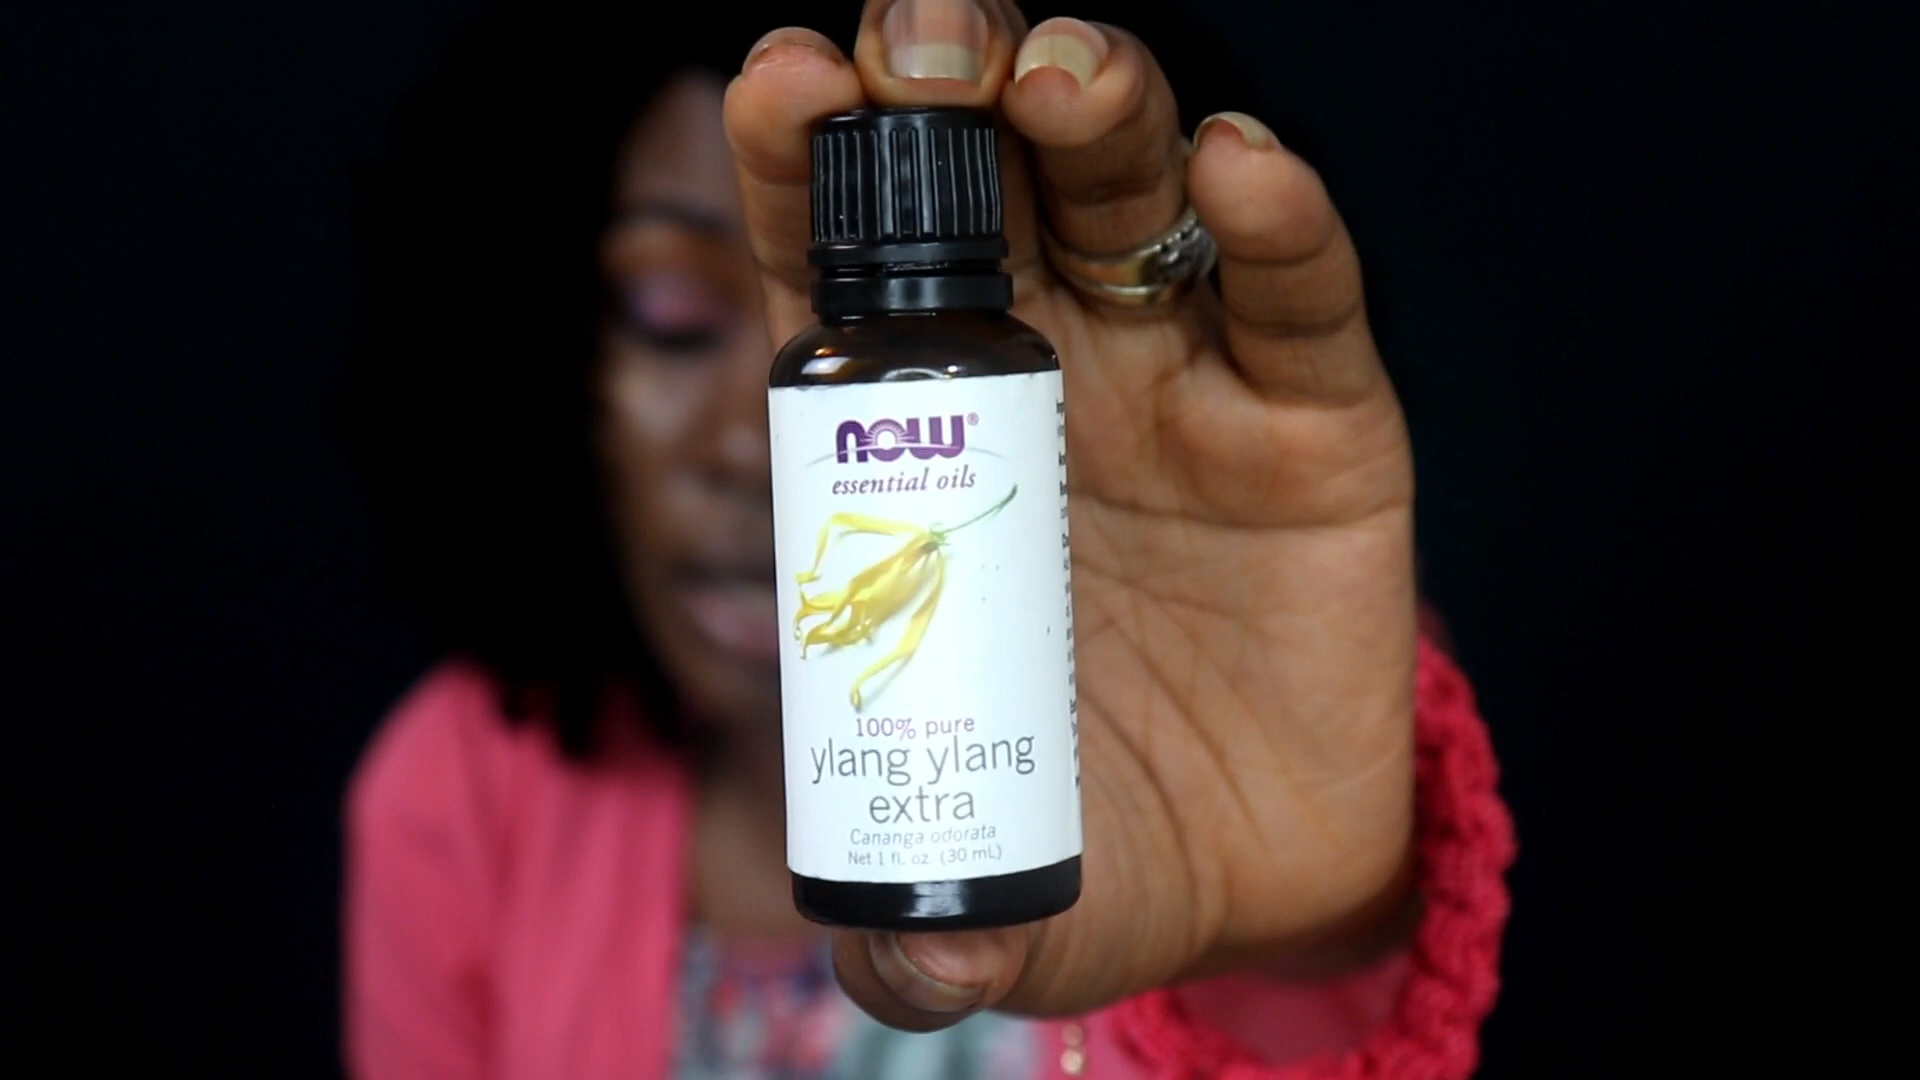 now®
essential oils
100% pure
ylang ylang
extra
Cananga odorata
Net 1 fl. oz. (30 mL)